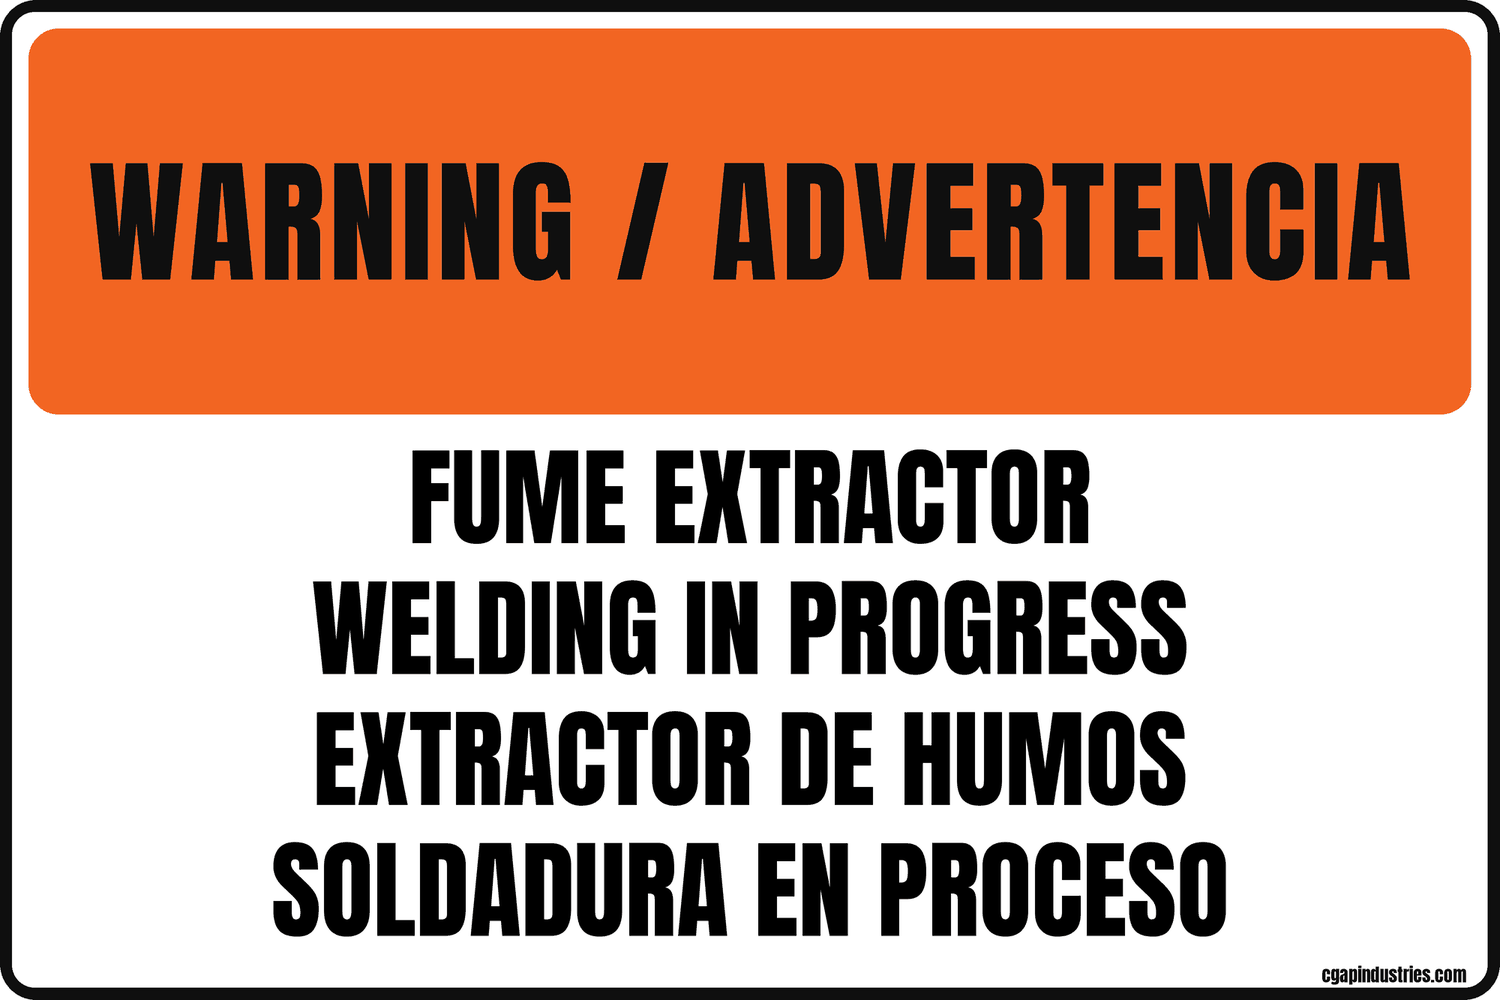 WARNING / ADVERTENCIA
FUME EXTRACTOR
WELDING IN PROGRESS
EXTRACTOR DE HUMOS
SOLDADURA EN PROCESO
cgapindustries.com